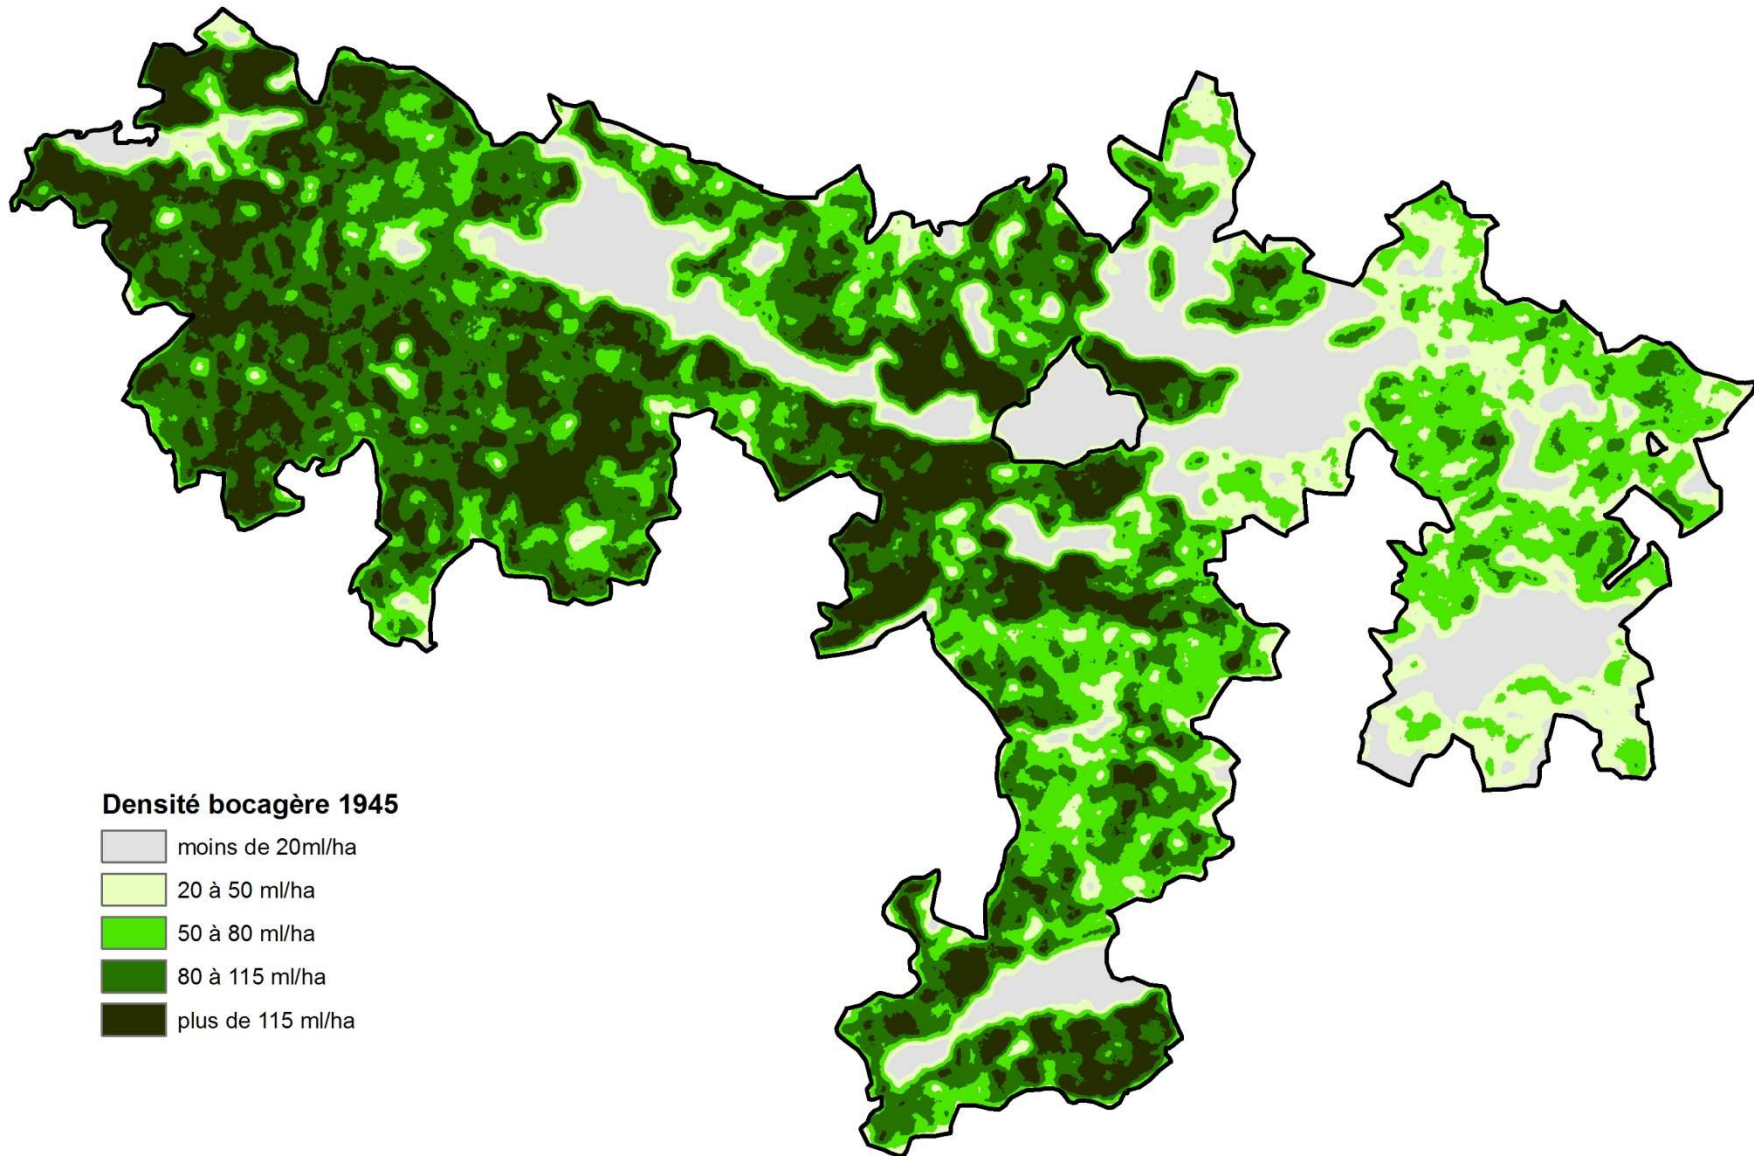 Densité bocagère 1945
moins de 20ml/ha
20 à 50 ml/ha
50 à 80 ml/ha
80 à 115 ml/ha
plus de 115 ml/ha